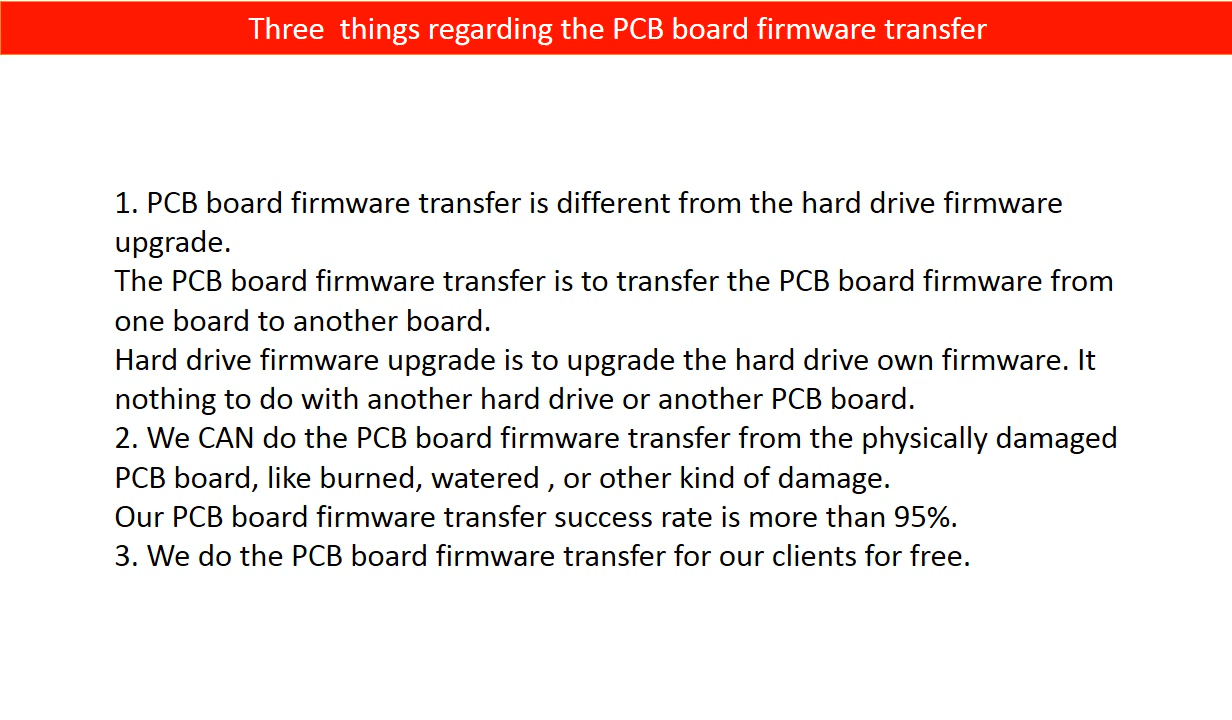 Three  things regarding the PCB board firmware transfer
1. PCB board firmware transfer is different from the hard drive firmware
upgrade.
The PCB board firmware transfer is to transfer the PCB board firmware from
one board to another board.
Hard drive firmware upgrade is to upgrade the hard drive own firmware. It
nothing to do with another hard drive or another PCB board.
2. We CAN do the PCB board firmware transfer from the physically damaged
PCB board, like burned, watered , or other kind of damage.
Our PCB board firmware transfer success rate is more than 95%.
3. We do the PCB board firmware transfer for our clients for free.